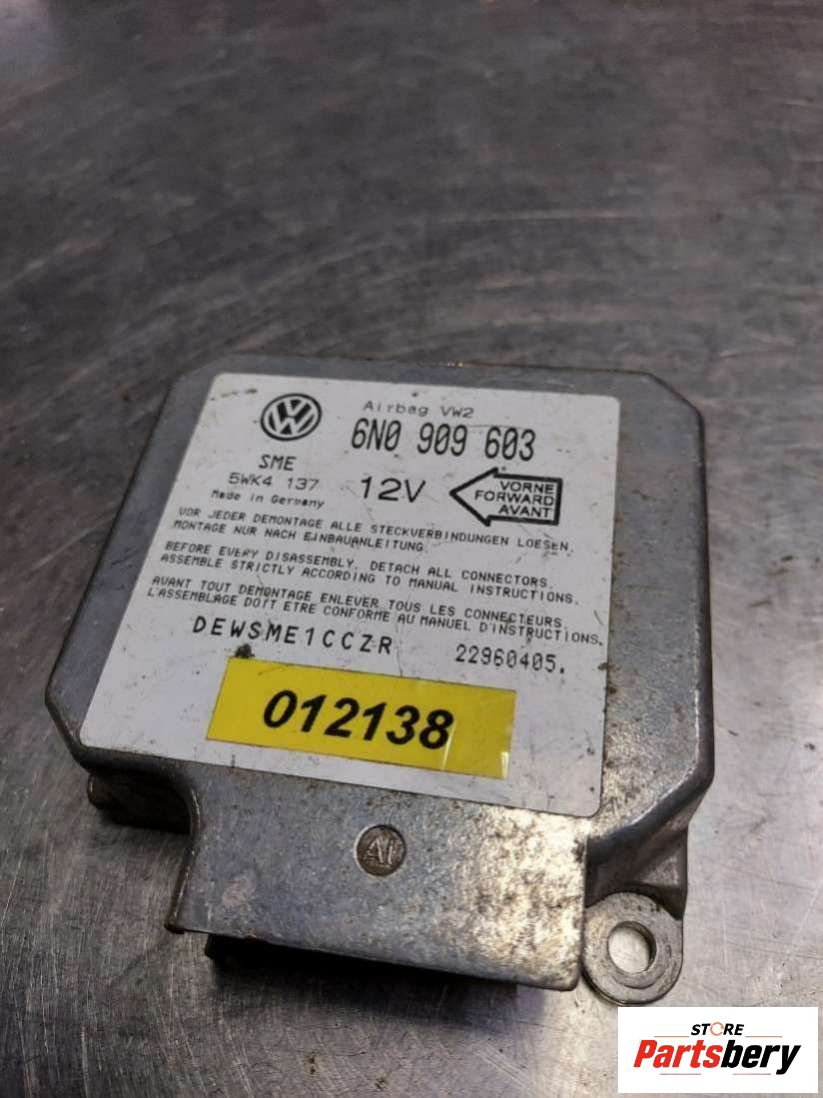 Airbag VW2
6N0 909 603
SME
5WK4 137
Made in Germany
12V
VORNE
FORWARD
AVANT
VOR JEDER DEMONTAGE ALLE STECKVERBINDUNGEN LOESEN.
MONTAGE NUR NACH EINBAUANLEITUNG.
BEFORE EVERY DISASSEMBLY, DETACH ALL CONNECTORS.
ASSEMBLE STRICTLY ACCORDING TO MANUAL INSTRUCTIONS.
AVANT TOUT DEMONTAGE ENLEVER TOUS LES CONNECTEURS
L'ASSEMBLAGE DOIT ETRE CONFORME AU MANUEL D'INSTRUCTIONS.
DEWSME1CCZR 22960405.
012138
AI
STORE
Partsbery